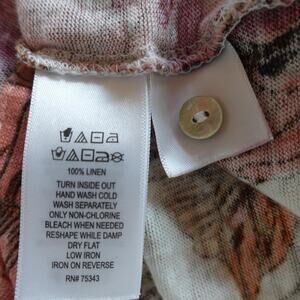 100% LINEN
TURN INSIDE OUT
HAND WASH COLD
WASH SEPARATELY
ONLY NON-CHLORINE
BLEACH WHEN NEEDED
RESHAPE WHILE DAMP
DRY FLAT
LOW IRON
IRON ON REVERSE
RN# 75343